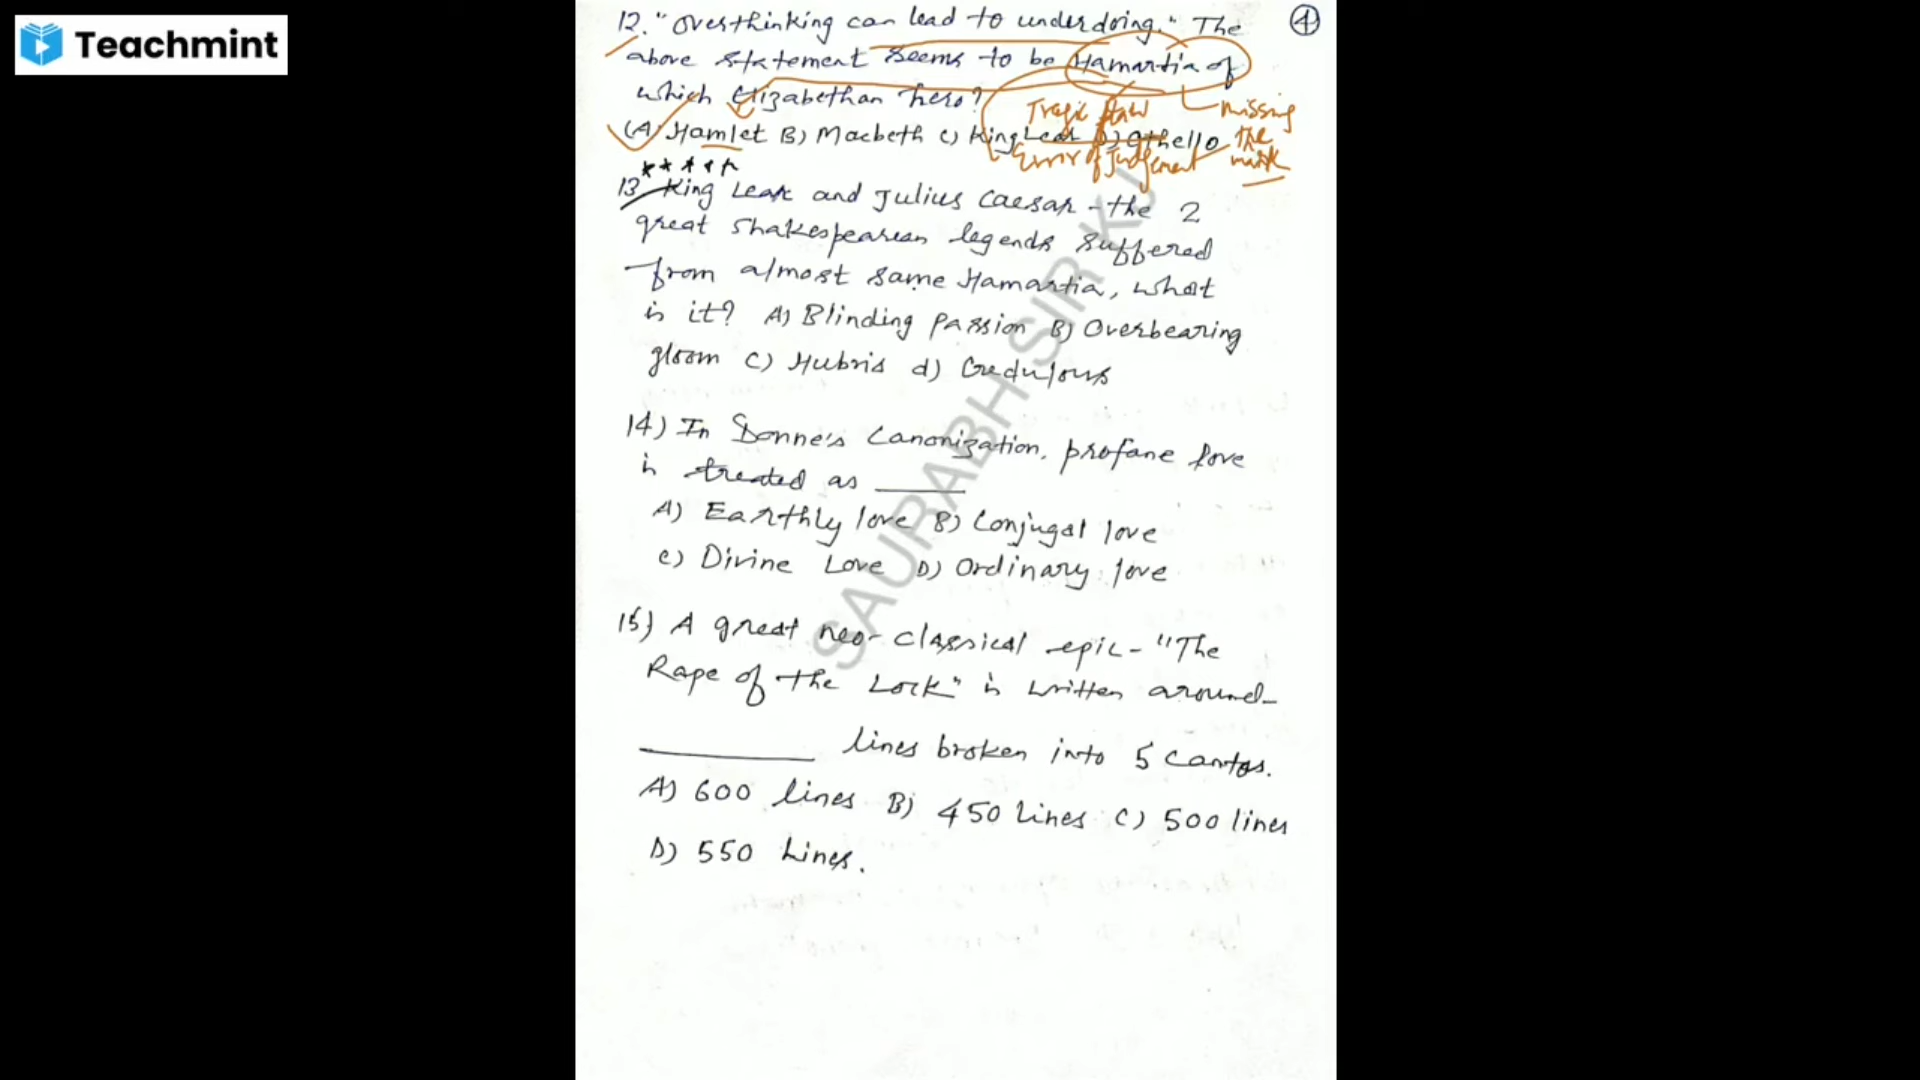 Teachmint
4
12. "Overthinking can lead to underdoing." The
above statement seems to be Hamartia of
which Elizabethan hero?
Tragic flaw
missing
(A) Hamlet B) Macbeth C) King Lear D) Othello
the
Error of Judgement
mark
13 King Lear and Julius Caesar - the 2
great Shakespearean legends suffered
from almost same Hamartia, what
is it? A) Blinding Passion B) Overbearing
gloom C) Hubris d) Credulous
14) In Donne's Canonization, profane love
is treated as ______
A) Earthly love B) Conjugal love
c) Divine Love D) Ordinary love
15) A great neo-classical epic - "The
Rape of the Lock" is written around-
________ lines broken into 5 Cantos.
A) 600 lines B) 450 Lines C) 500 lines
D) 550 Lines.
SAURABH SIR KJ